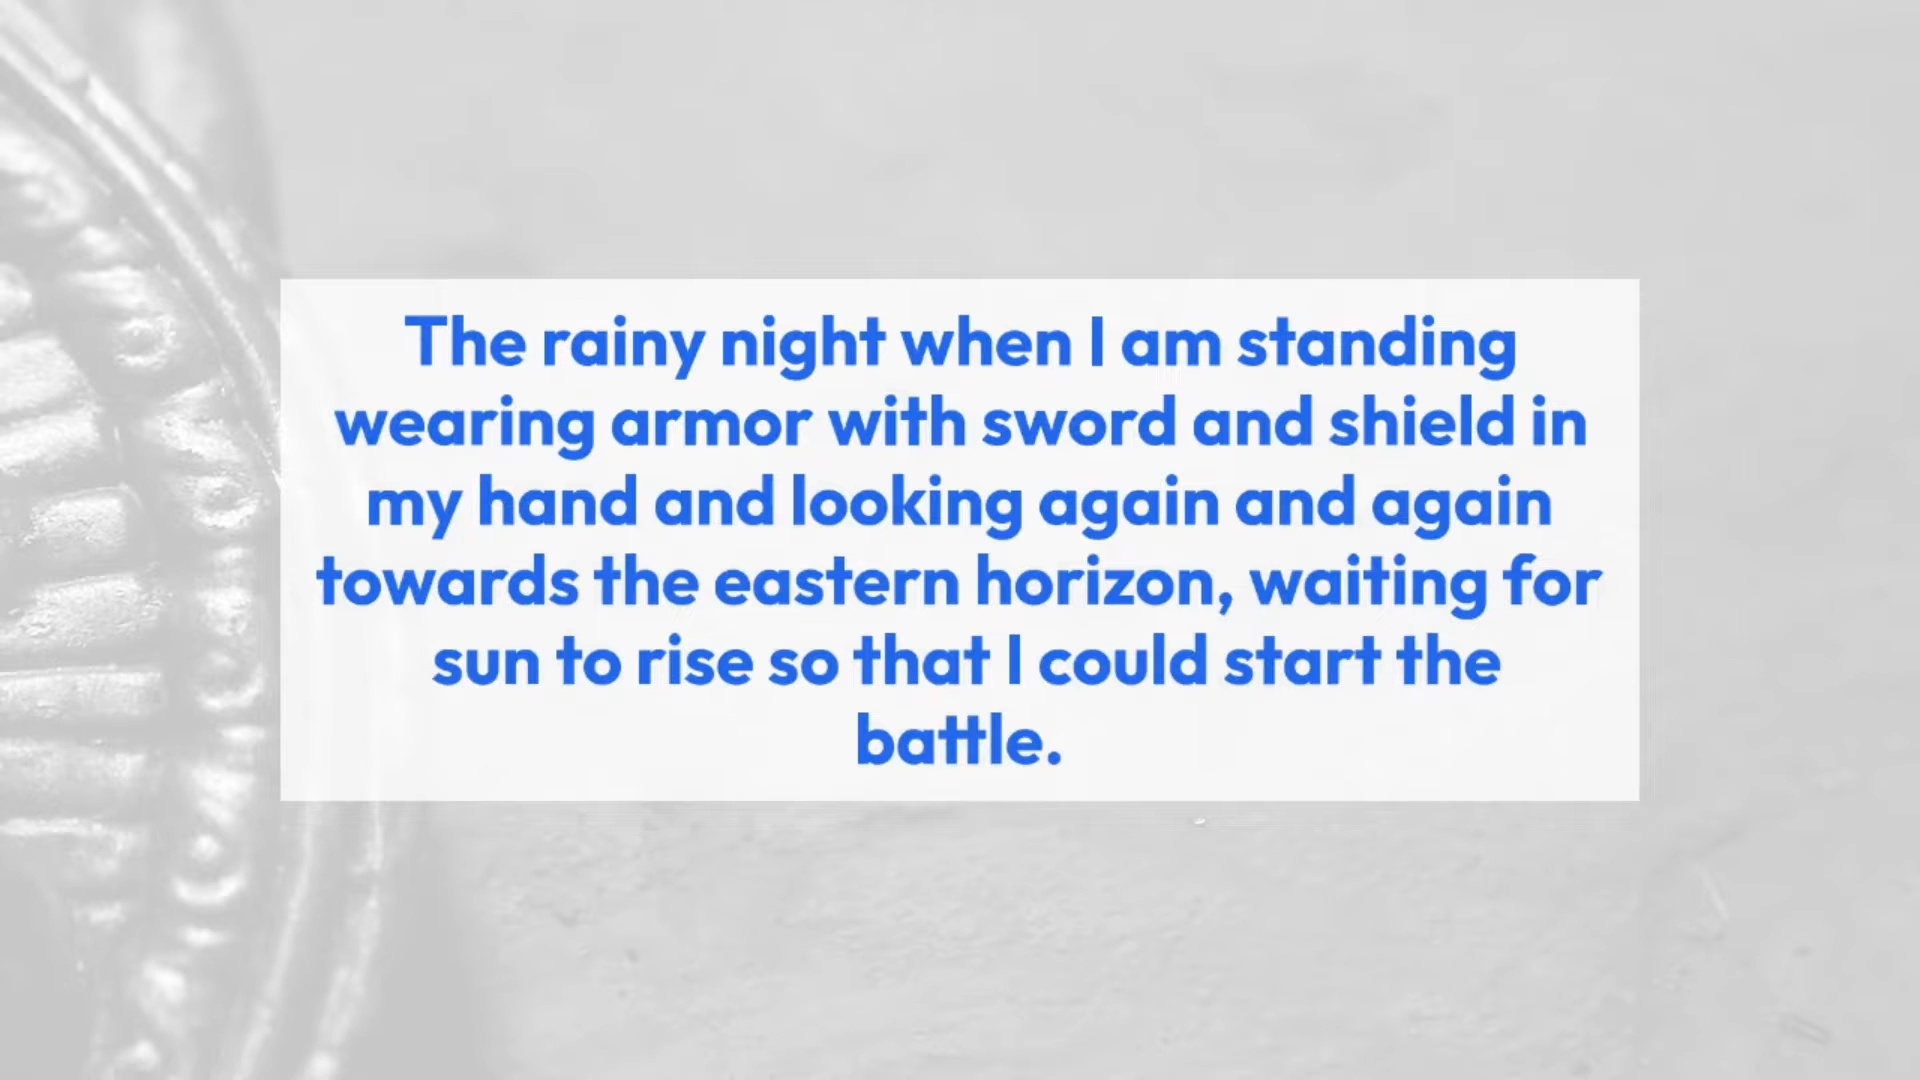 The rainy night when I am standing
wearing armor with sword and shield in
my hand and looking again and again
towards the eastern horizon, waiting for
sun to rise so that I could start the
battle.